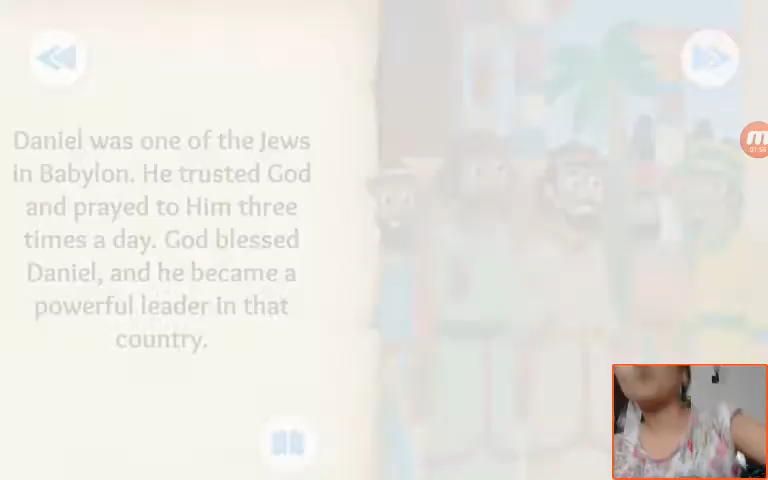 Daniel was one of the Jews
in Babylon. He trusted God
and prayed to Him three
times a day. God blessed
Daniel, and he became a
powerful leader in that
country.